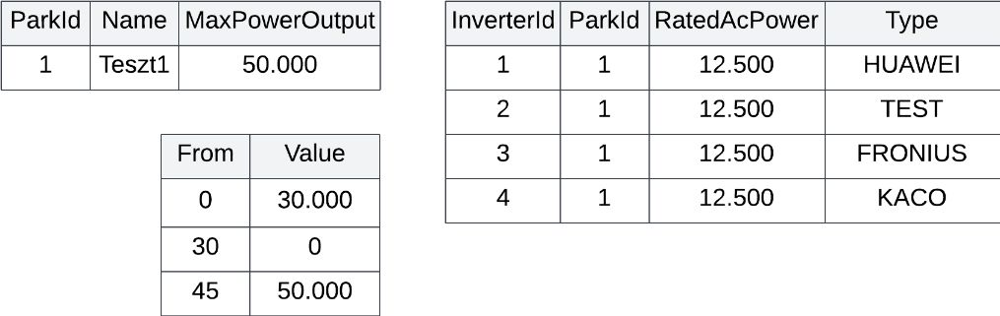 ParkId Name MaxPowerOutput
1 Teszt1 50.000
InverterId ParkId RatedAcPower Type
1 1 12.500 HUAWEI
2 1 12.500 TEST
3 1 12.500 FRONIUS
4 1 12.500 KACO
From Value
0 30.000
30 0
45 50.000